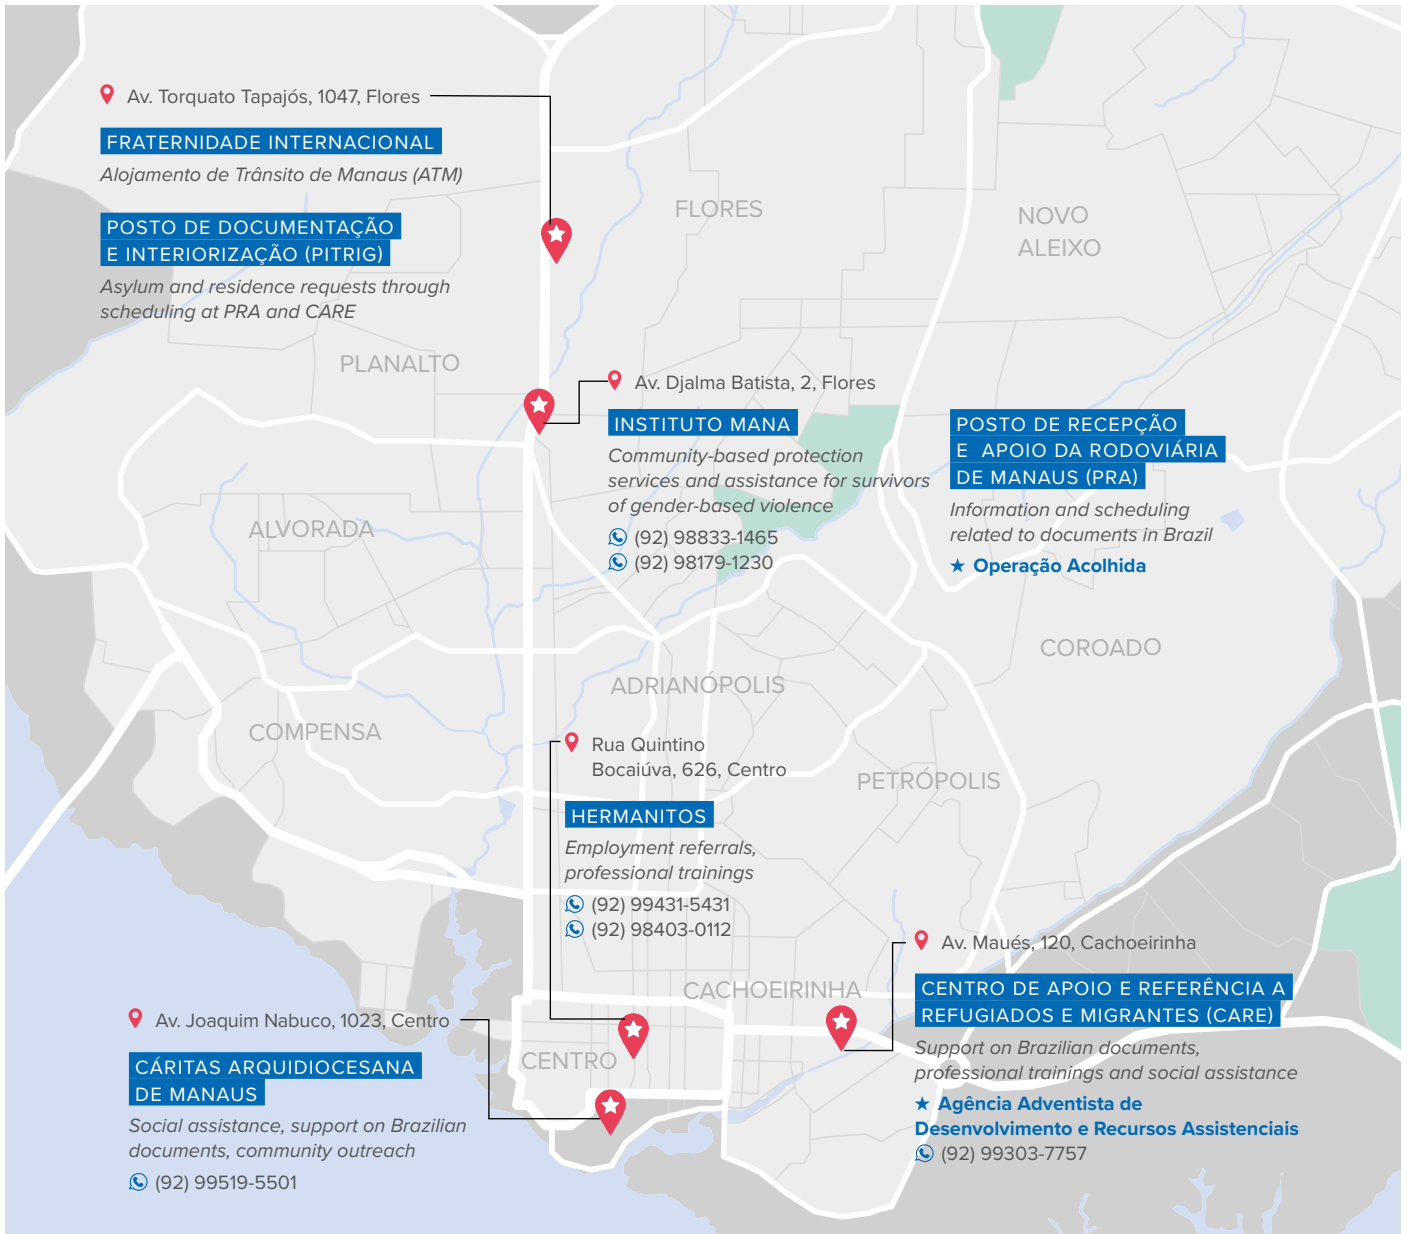 Av. Torquato Tapajós, 1047, Flores
FRATERNIDADE INTERNACIONAL
Alojamento de Trânsito de Manaus (ATM)
POSTO DE DOCUMENTAÇÃO
E INTERIORIZAÇÃO (PITRIG)
Asylum and residence requests through
scheduling at PRA and CARE
FLORES
NOVO
ALEIXO
PLANALTO
Av. Djalma Batista, 2, Flores
INSTITUTO MANA
Community-based protection
services and assistance for survivors
of gender-based violence
(92) 98833-1465
(92) 98179-1230
POSTO DE RECEPÇÃO
E APOIO DA RODOVIÁRIA
DE MANAUS (PRA)
Information and scheduling
related to documents in Brazil
★ Operação Acolhida
ALVORADA
COROADO
ADRIANÓPOLIS
COMPENSA
Rua Quintino
Bocaiúva, 626, Centro
HERMANITOS
Employment referrals,
professional trainings
(92) 99431-5431
(92) 98403-0112
PETRÓPOLIS
Av. Maués, 120, Cachoeirinha
CENTRO DE APOIO E REFERÊNCIA A
REFUGIADOS E MIGRANTES (CARE)
Support on Brazilian documents,
professional trainings and social assistance
★ Agência Adventista de
Desenvolvimento e Recursos Assistenciais
(92) 99303-7757
CACHOEIRINHA
CENTRO
Av. Joaquim Nabuco, 1023, Centro
CÁRITAS ARQUIDIOCESANA
DE MANAUS
Social assistance, support on Brazilian
documents, community outreach
(92) 99519-5501